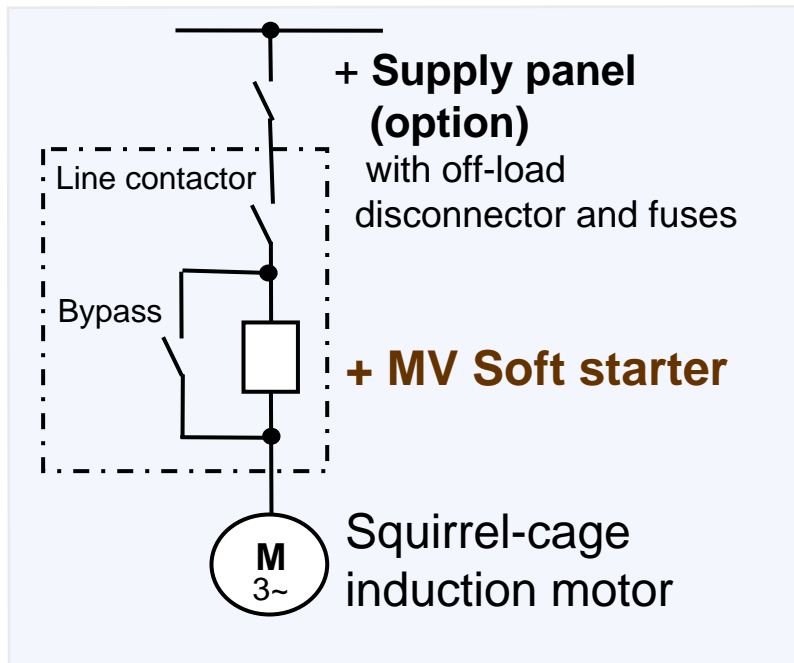 + Supply panel
(option)
with off-load
disconnector and fuses
Line contactor
Bypass
+ MV Soft starter
M
3~
Squirrel-cage
induction motor